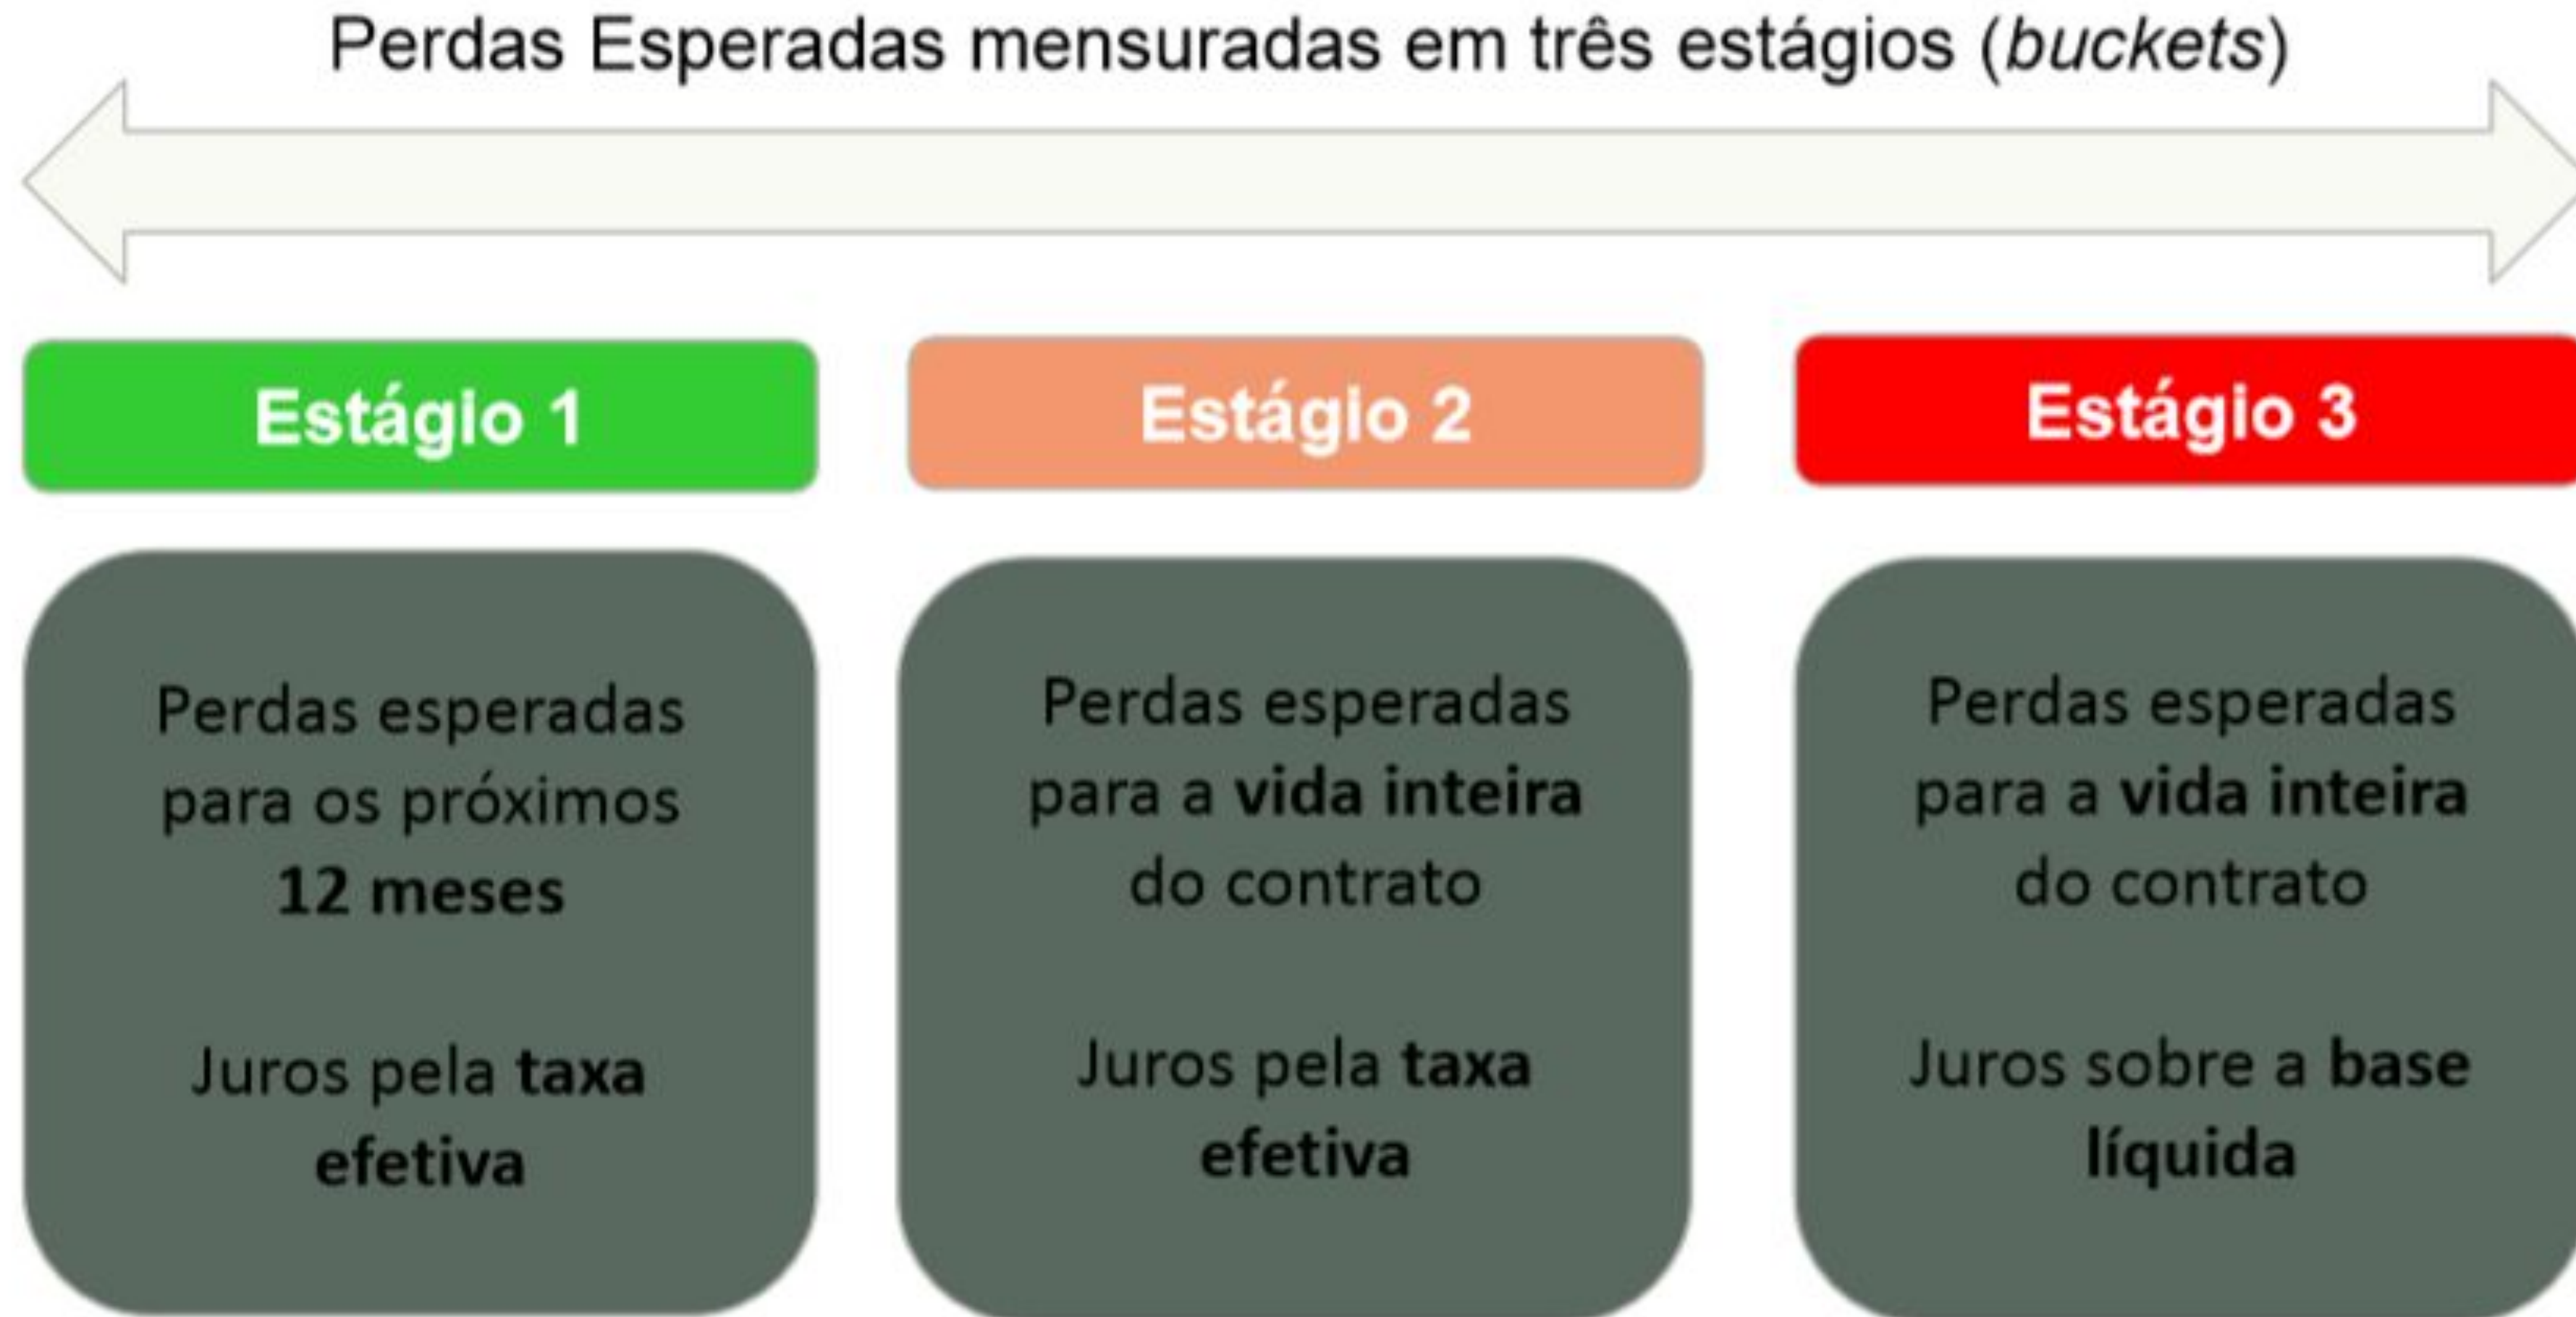 Perdas Esperadas mensuradas em três estágios (buckets)
Estágio 1
Perdas esperadas
para os próximos
12 meses
Juros pela taxa
efetiva
Estágio 2
Perdas esperadas
para a vida inteira
do contrato
Juros pela taxa
efetiva
Estágio 3
Perdas esperadas
para a vida inteira
do contrato
Juros sobre a base
líquida